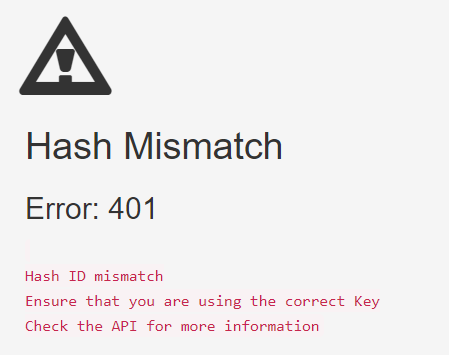 Hash Mismatch
Error: 401
Hash ID mismatch
Ensure that you are using the correct Key
Check the API for more information